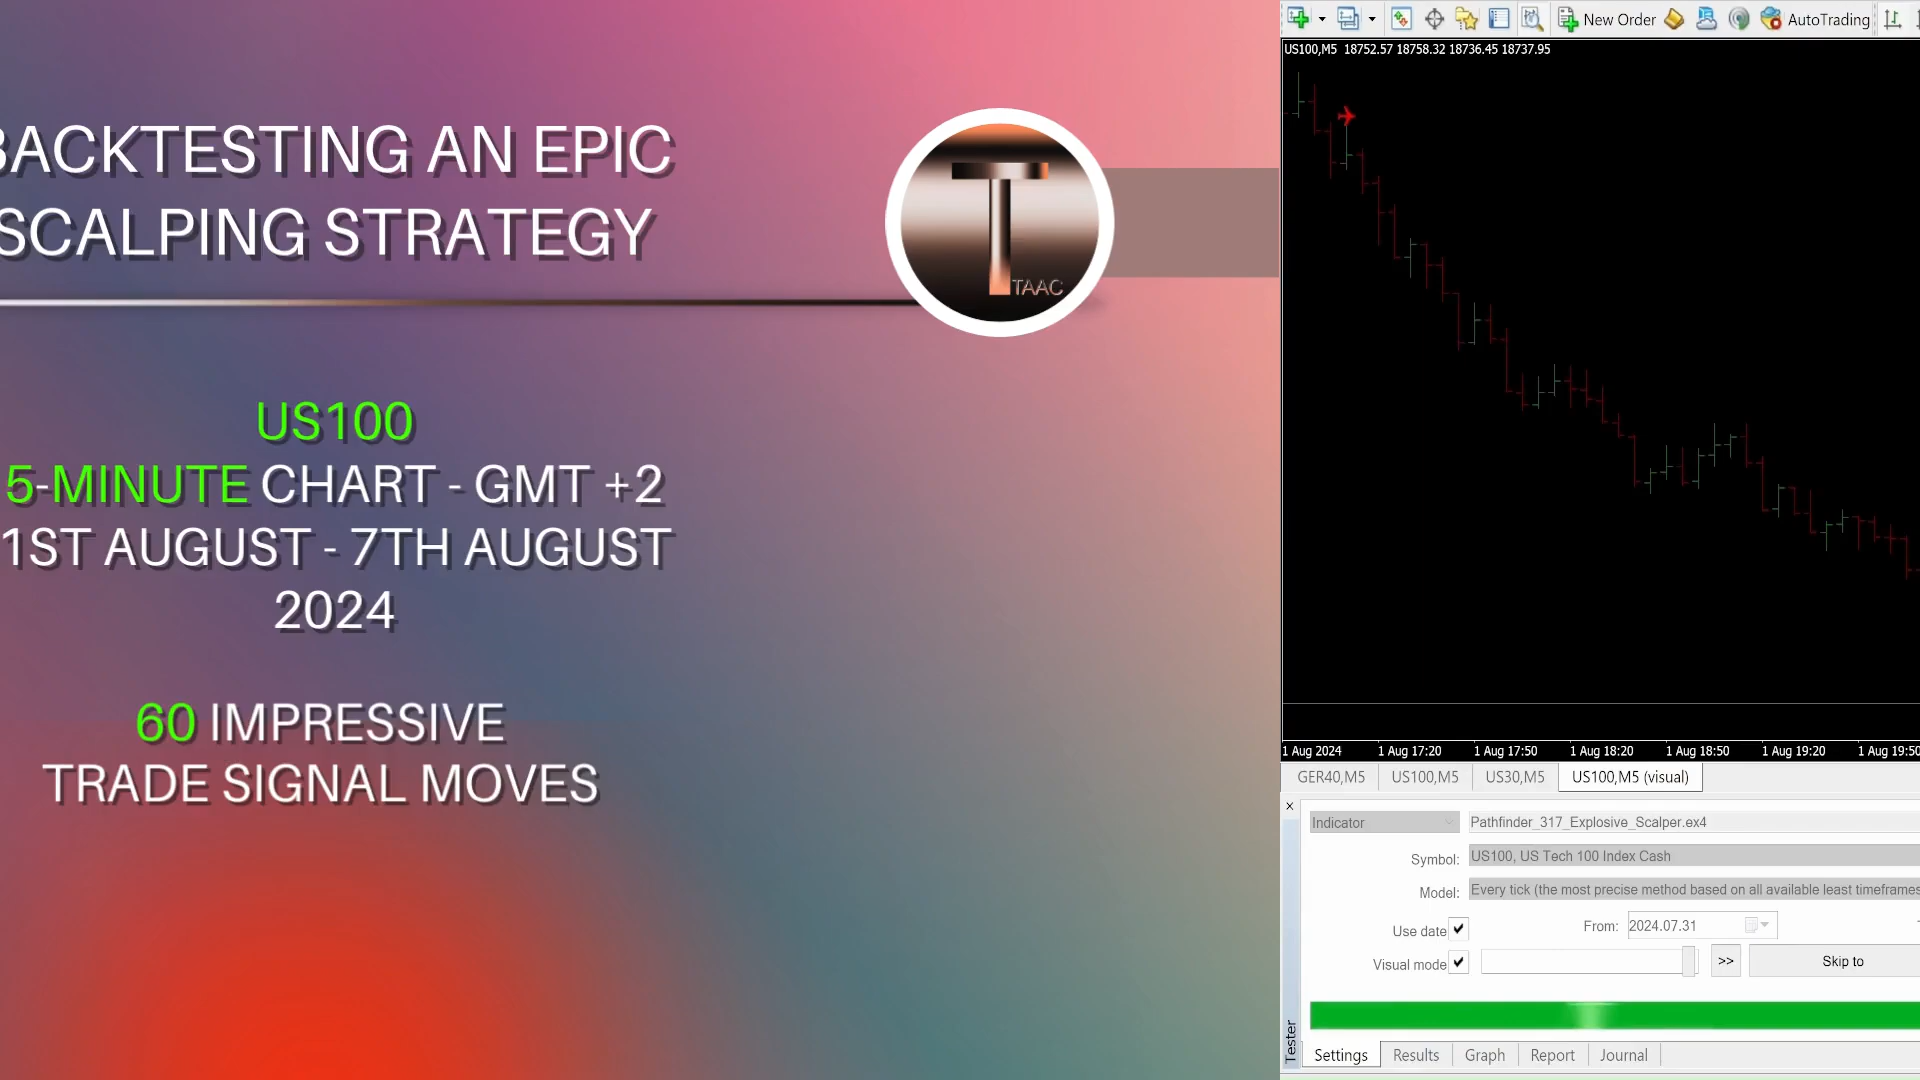 BACKTESTING AN EPIC
SCALPING STRATEGY
TAAC
US100
5-MINUTE CHART - GMT +2
1ST AUGUST - 7TH AUGUST
2024
60 IMPRESSIVE
TRADE SIGNAL MOVES
New Order
AutoTrading
US100,M5 18752.57 18758.32 18736.45 18737.95
1 Aug 2024
1 Aug 17:20
1 Aug 17:50
1 Aug 18:20
1 Aug 18:50
1 Aug 19:20
1 Aug 19:50
GER40,M5
US100,M5
US30,M5
US100,M5 (visual)
Indicator
Pathfinder_317_Explosive_Scalper.ex4
Symbol:
US100, US Tech 100 Index Cash
Model:
Every tick (the most precise method based on all available least timeframes
Use date
From:
2024.07.31
Visual mode
>>
Skip to
Tester
Settings
Results
Graph
Report
Journal